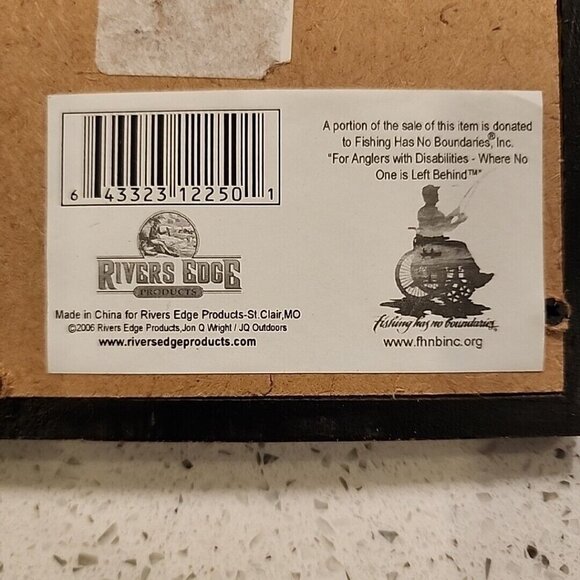 A portion of the sale of this item is donated
to Fishing Has No Boundaries,® Inc.
"For Anglers with Disabilities - Where No
One is Left Behind™"
6 43323 12250 1
RIVERS EDGE
PRODUCTS
Made in China for Rivers Edge Products-St.Clair,MO
©2006 Rivers Edge Products,Jon Q Wright / JQ Outdoors
www.riversedgeproducts.com
fishing has no boundaries
www.fhnbinc.org